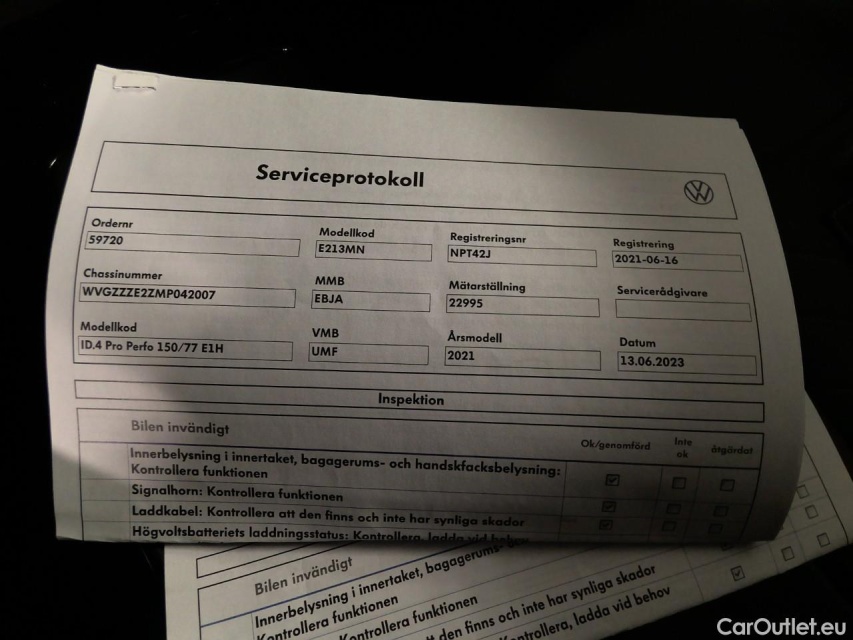 Serviceprotokoll
Ordernr
59720
Modellkod
E213MN
Registreringsnr
NPT42J
Registrering
2021-06-16
Chassinummer
WVGZZZE2ZMP042007
MMB
EBJA
Mätarställning
22995
Servicerådgivare
Modellkod
ID.4 Pro Perfo 150/77 E1H
VMB
UMF
Årsmodell
2021
Datum
13.06.2023
Inspektion
Bilen invändigt
Ok/genomförd
Inte
ok
åtgärdat
Innerbelysning i innertaket, bagagerums- och handskfacksbelysning:
Kontrollera funktionen
Signalhorn: Kontrollera funktionen
Laddkabel: Kontrollera att den finns och inte har synliga skador
Högvoltsbatteriets laddningsstatus: Kontrollera, ladda vid behov
Bilen invändigt
Innerbelysning i innertaket, bagagerums-
Kontrollera funktionen
Kontrollera funktionen
att den finns och inte har synliga skador
Kontrollera, ladda vid behov
CarOutlet.eu